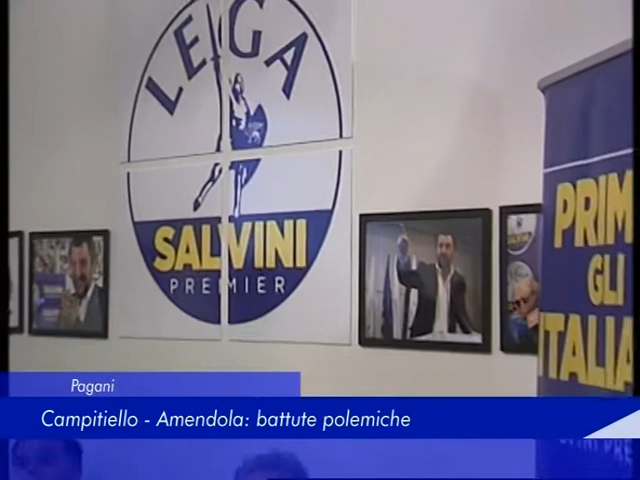 LEGA
SALVINI
PREMIER
PRIM
GLI
ITALIA
Pagani
Campitiello - Amendola: battute polemiche